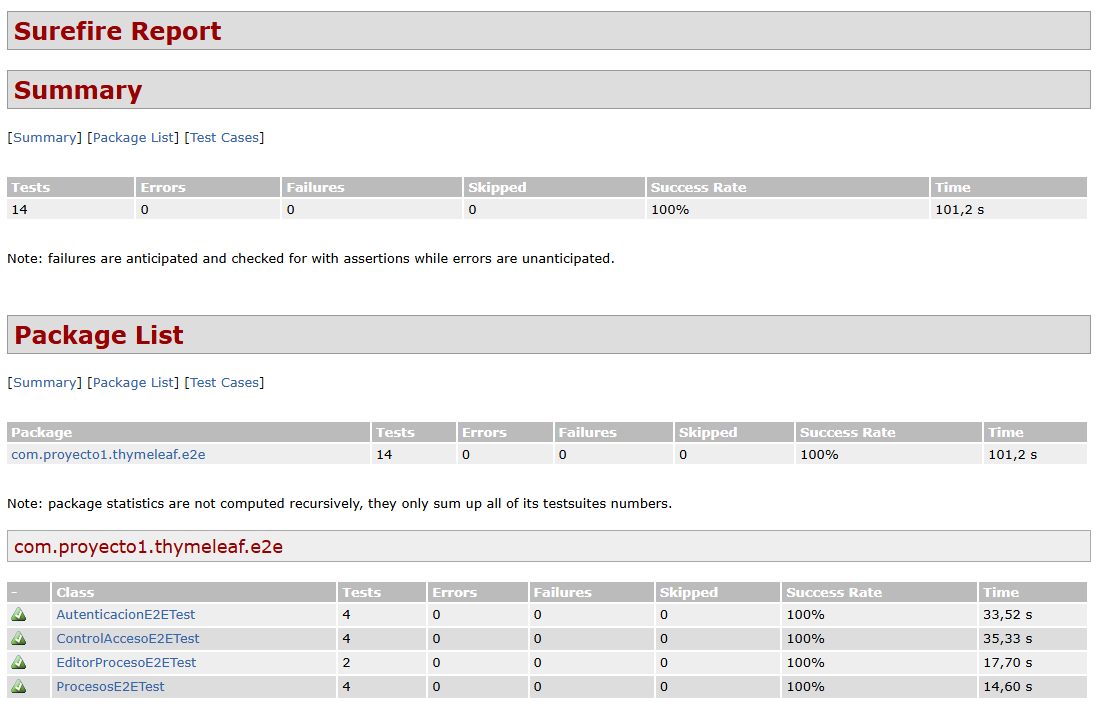 Surefire Report
Summary
[Summary] [Package List] [Test Cases]
Tests Errors Failures Skipped Success Rate Time
14 0 0 0 100% 101,2 s
Note: failures are anticipated and checked for with assertions while errors are unanticipated.
Package List
[Summary] [Package List] [Test Cases]
Package Tests Errors Failures Skipped Success Rate Time
com.proyecto1.thymeleaf.e2e 14 0 0 0 100% 101,2 s
Note: package statistics are not computed recursively, they only sum up all of its testsuites numbers.
com.proyecto1.thymeleaf.e2e
- Class Tests Errors Failures Skipped Success Rate Time
AutenticacionE2ETest 4 0 0 0 100% 33,52 s
ControlAccesoE2ETest 4 0 0 0 100% 35,33 s
EditorProcesoE2ETest 2 0 0 0 100% 17,70 s
ProcesosE2ETest 4 0 0 0 100% 14,60 s